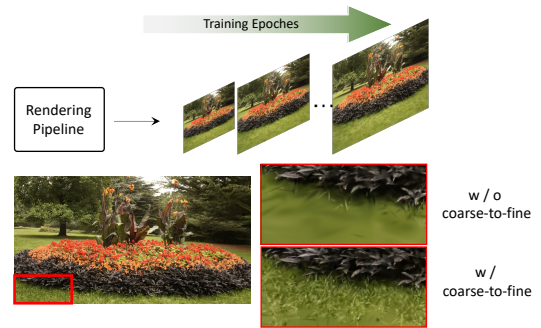 Training Epoches
Rendering
Pipeline
...
w / o
coarse-to-fine
w /
coarse-to-fine